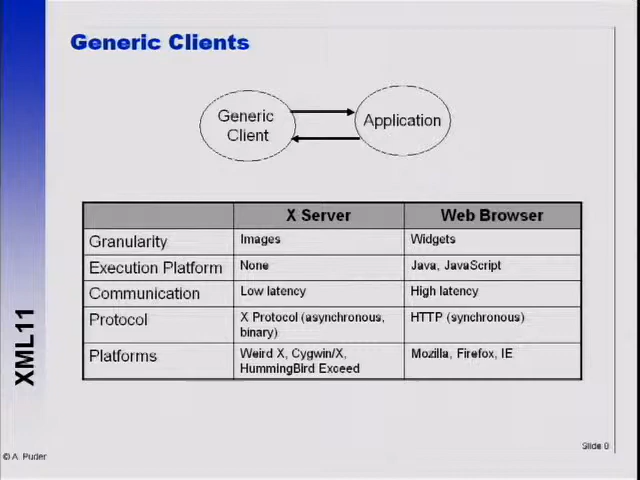 Generic Clients
Generic
Client
Application
X Server Web Browser
Granularity Images Widgets
Execution Platform None Java, JavaScript
Communication Low latency High latency
Protocol X Protocol (asynchronous, HTTP (synchronous)
binary)
Platforms Weird X, Cygwin/X, Mozilla, Firefox, IE
HummingBird Exceed
XML11
© A. Puder
Slide 8